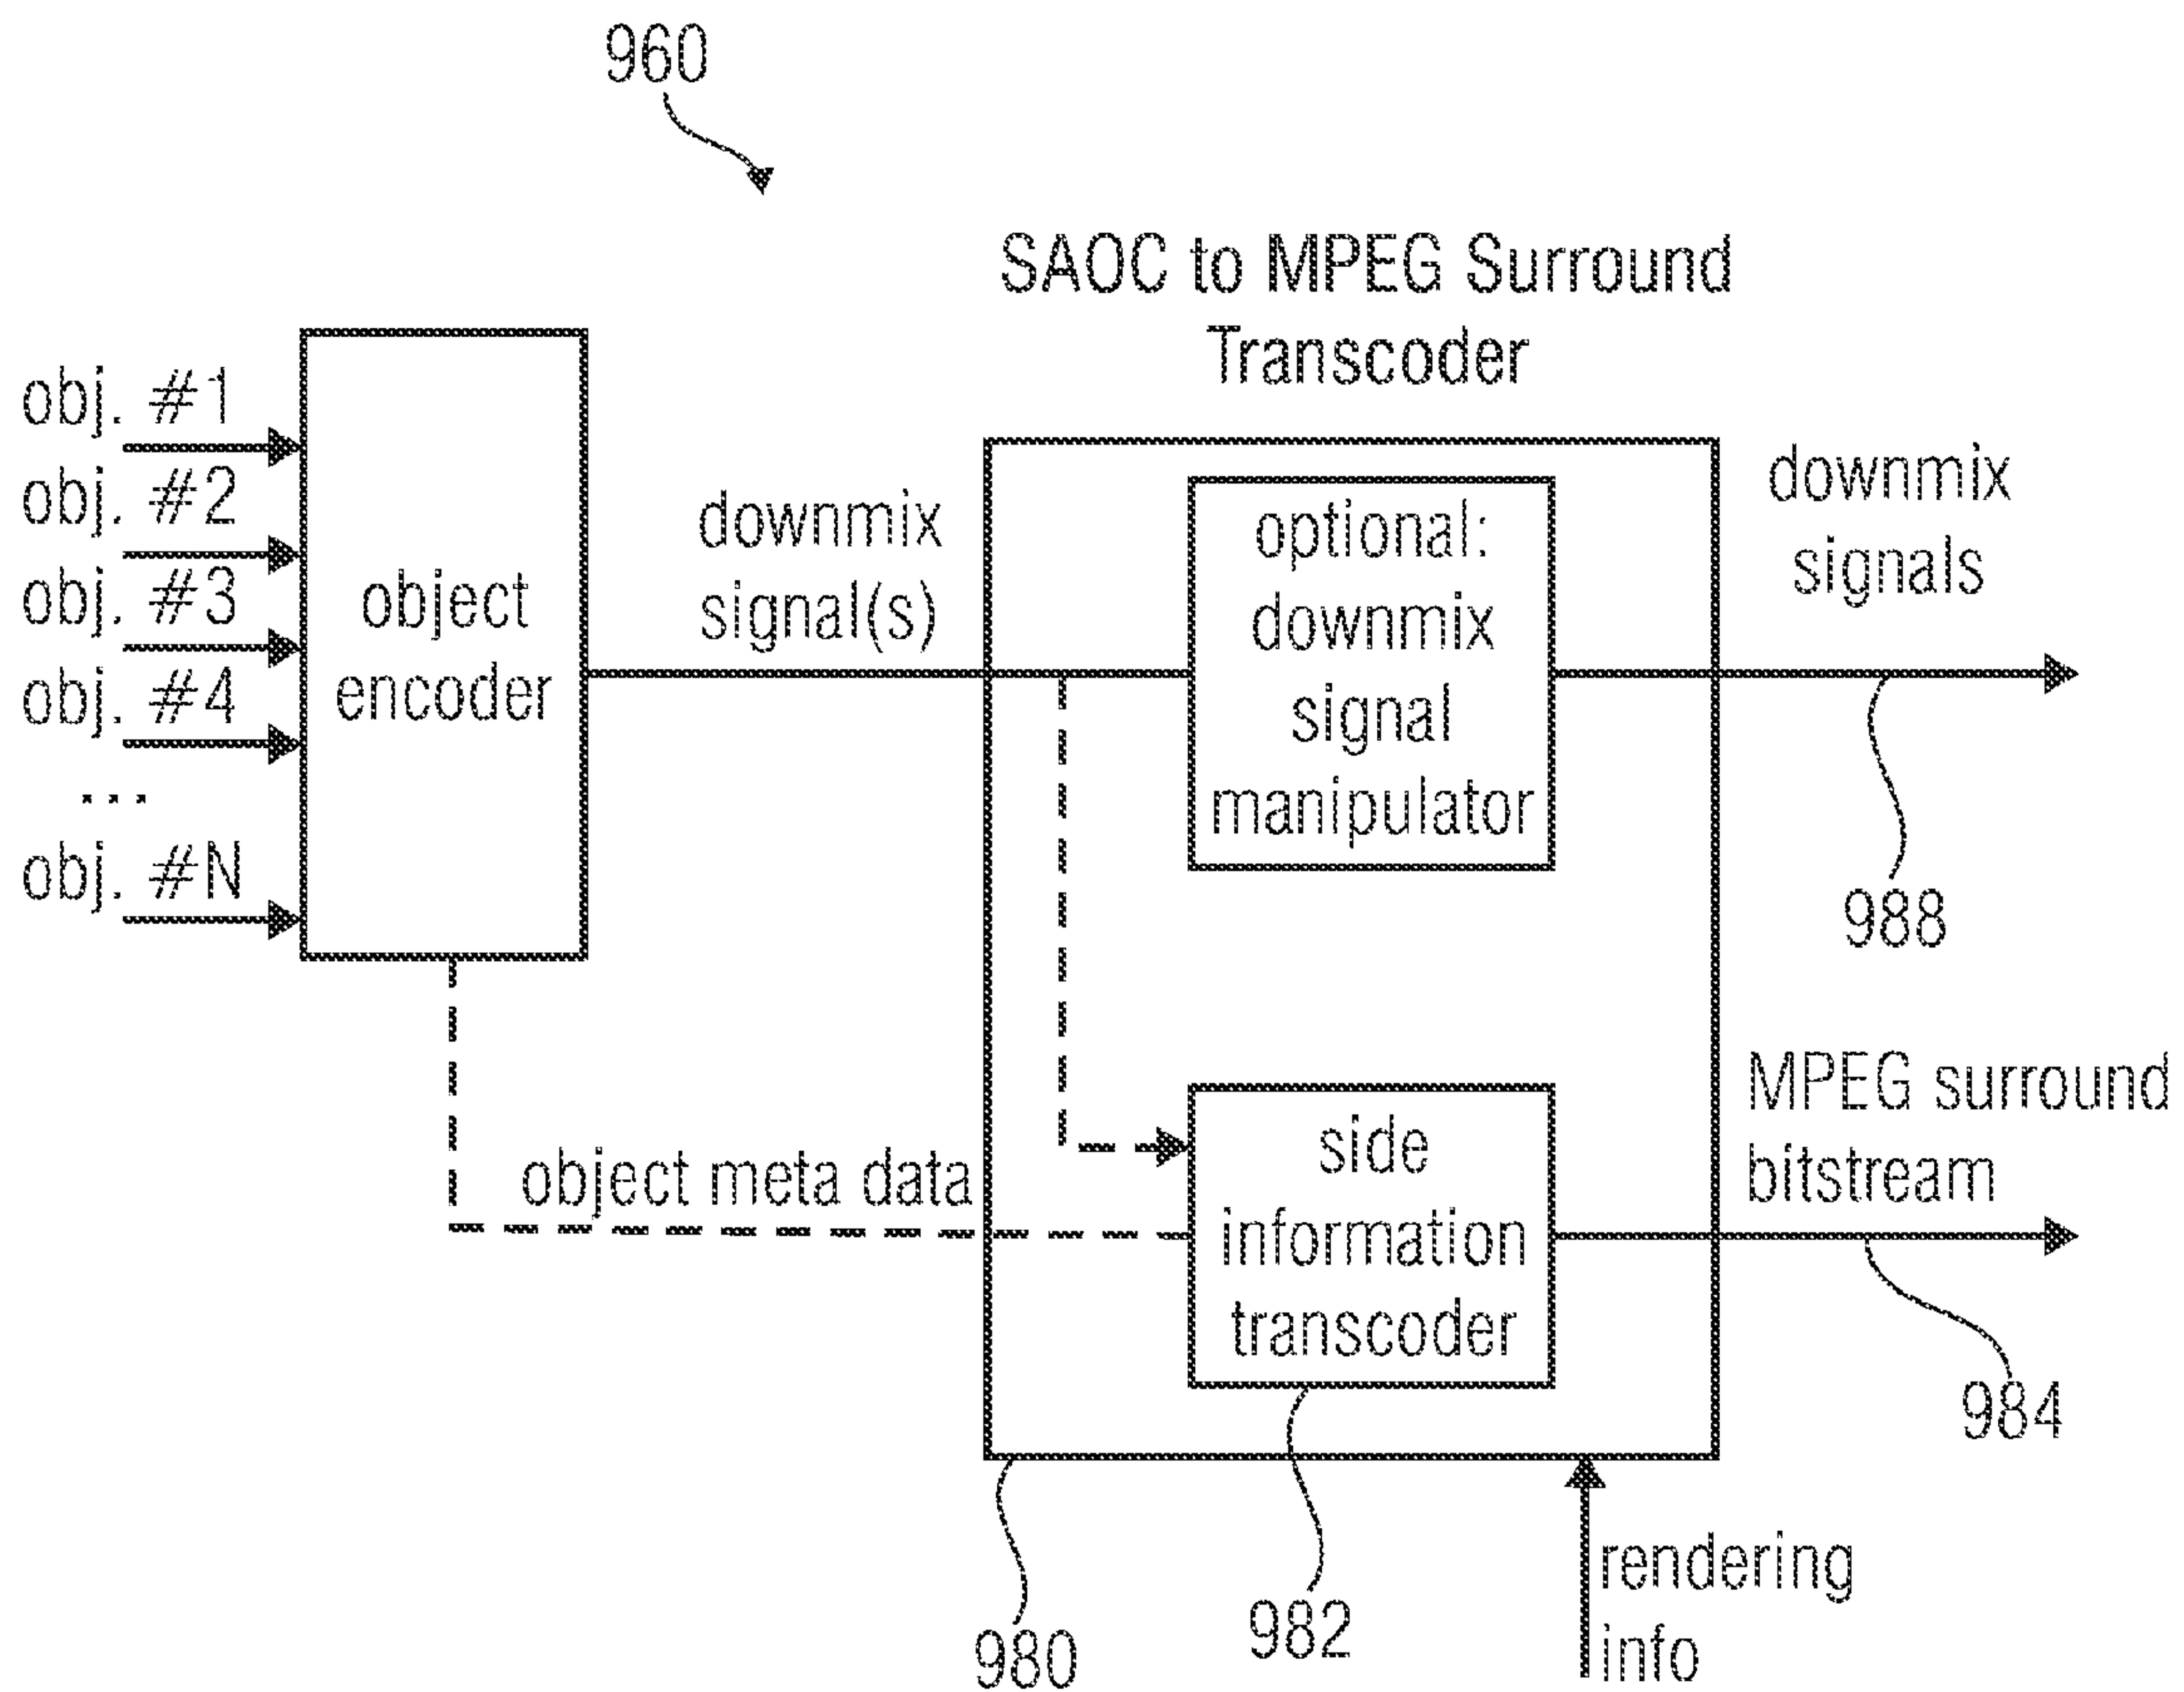 960
SAOC to MPEG Surround
Transcoder
obj. #1
obj. #2
obj. #3
obj. #4
...
obj. #N
object
encoder
downmix
signal(s)
optional:
downmix
signal
manipulator
downmix
signals
988
object meta data
side
information
transcoder
MPEG surround
bitstream
984
980
982
rendering
info